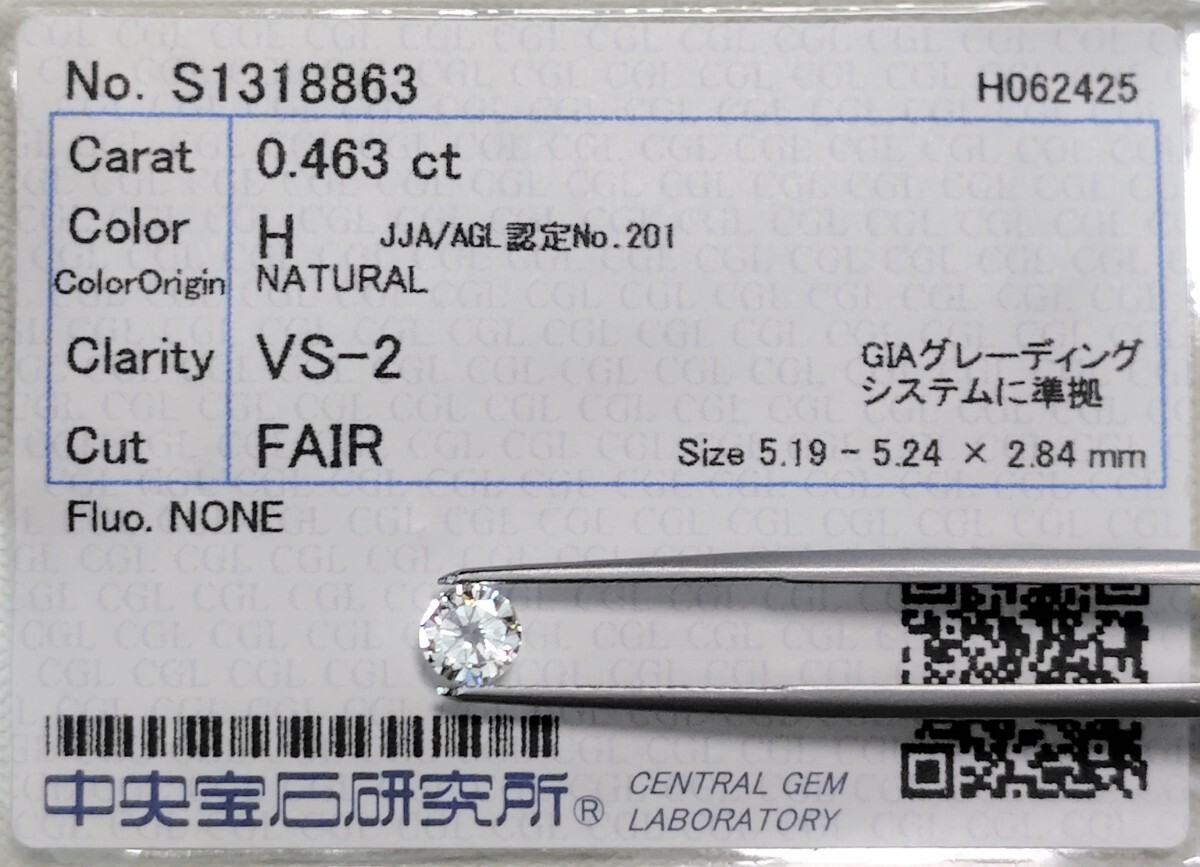 No. S1318863 H062425
Carat 0.463 ct
Color H JJA/AGL認定No.201
ColorOrigin NATURAL
Clarity VS-2 GIAグレーディング
システムに準拠
Cut FAIR Size 5.19 - 5.24 × 2.84 mm
Fluo. NONE
中央宝石研究所® CENTRAL GEM
LABORATORY